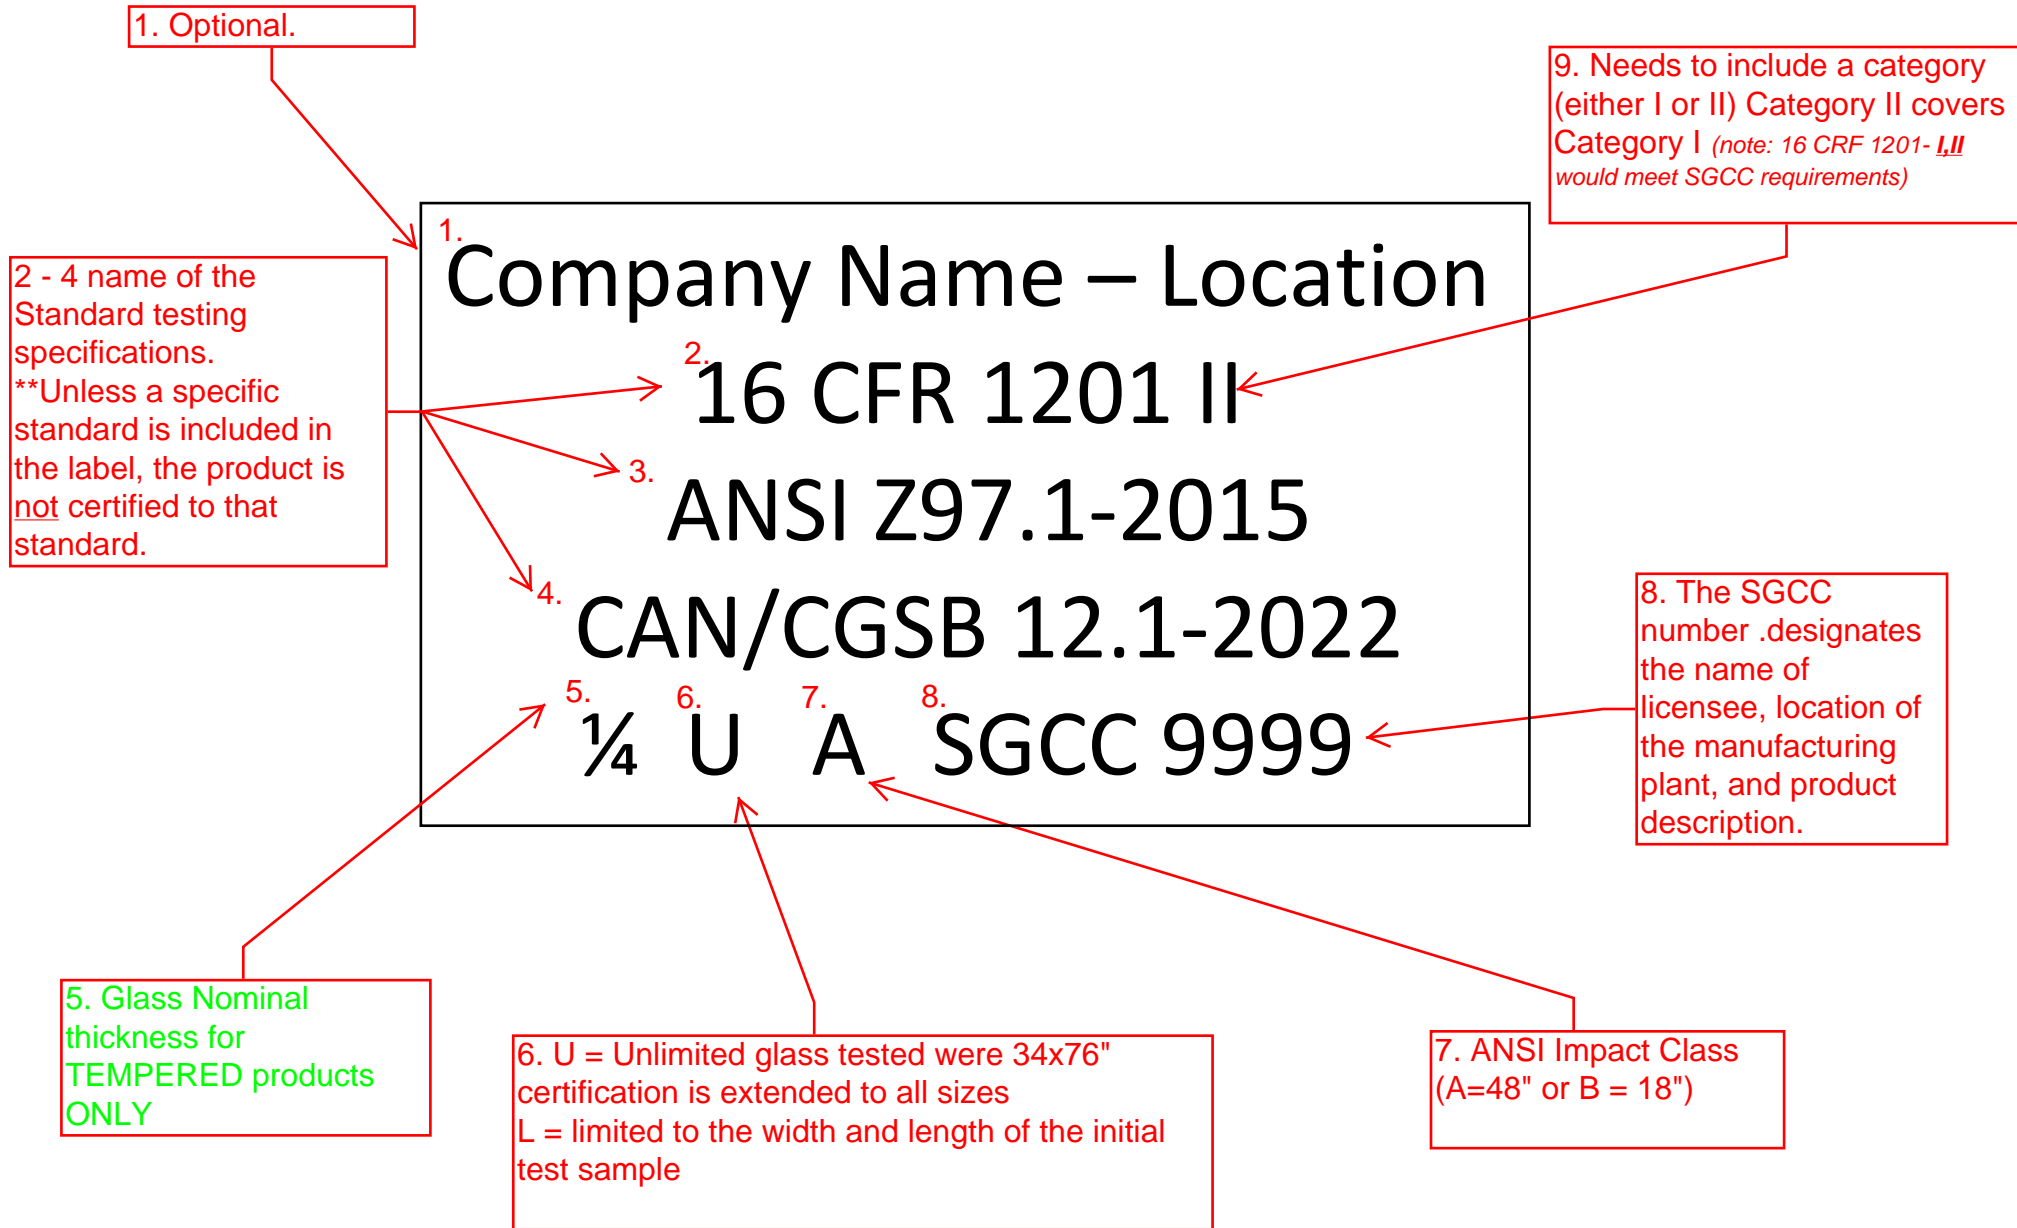 1. Optional.
9. Needs to include a category
(either I or II) Category II covers
Category I (note: 16 CRF 1201- I,II
would meet SGCC requirements)
2 - 4 name of the
Standard testing
specifications.
**Unless a specific
standard is included in
the label, the product is
not certified to that
standard.
1.
Company Name – Location
2.
16 CFR 1201 II
3.
ANSI Z97.1-2015
4.
CAN/CGSB 12.1-2022
5. 6. 7. 8.
¼ U A SGCC 9999
8. The SGCC
number .designates
the name of
licensee, location of
the manufacturing
plant, and product
description.
5. Glass Nominal
thickness for
TEMPERED products
ONLY
6. U = Unlimited glass tested were 34x76"
certification is extended to all sizes
L = limited to the width and length of the initial
test sample
7. ANSI Impact Class
(A=48" or B = 18")